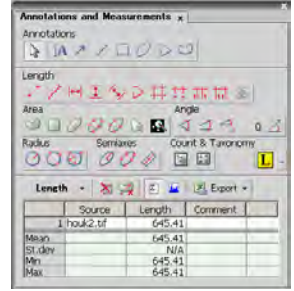 Annotations and Measurements x
Annotations
A
Length
Area Angle
0
Radius Semiaxes Count & Taxonomy
L
Length Export
Source Length Comment
1 houk2.tif 645.41
Mean 645.41
St.dev N/A
Min 645.41
Max 645.41